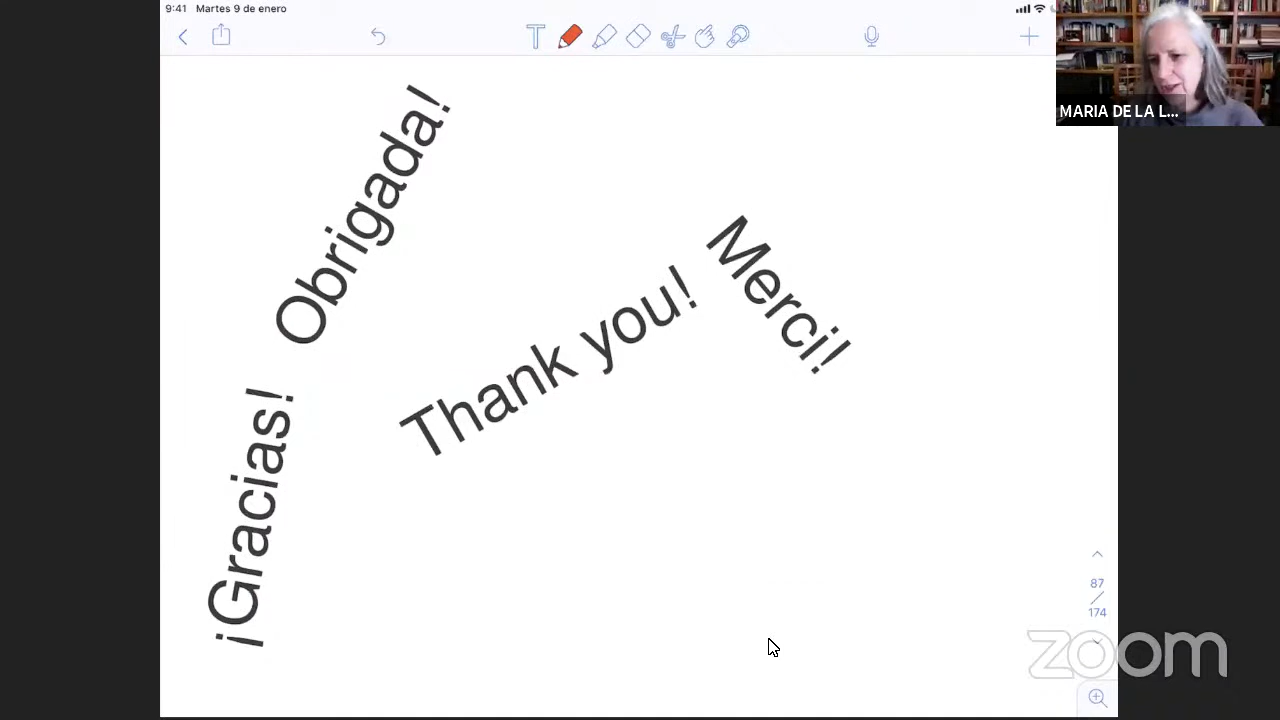 9:41 Martes 9 de enero
MARIA DE LA L...
Obrigada!
Merci!
Thank you!
¡Gracias!
87
174
zoom